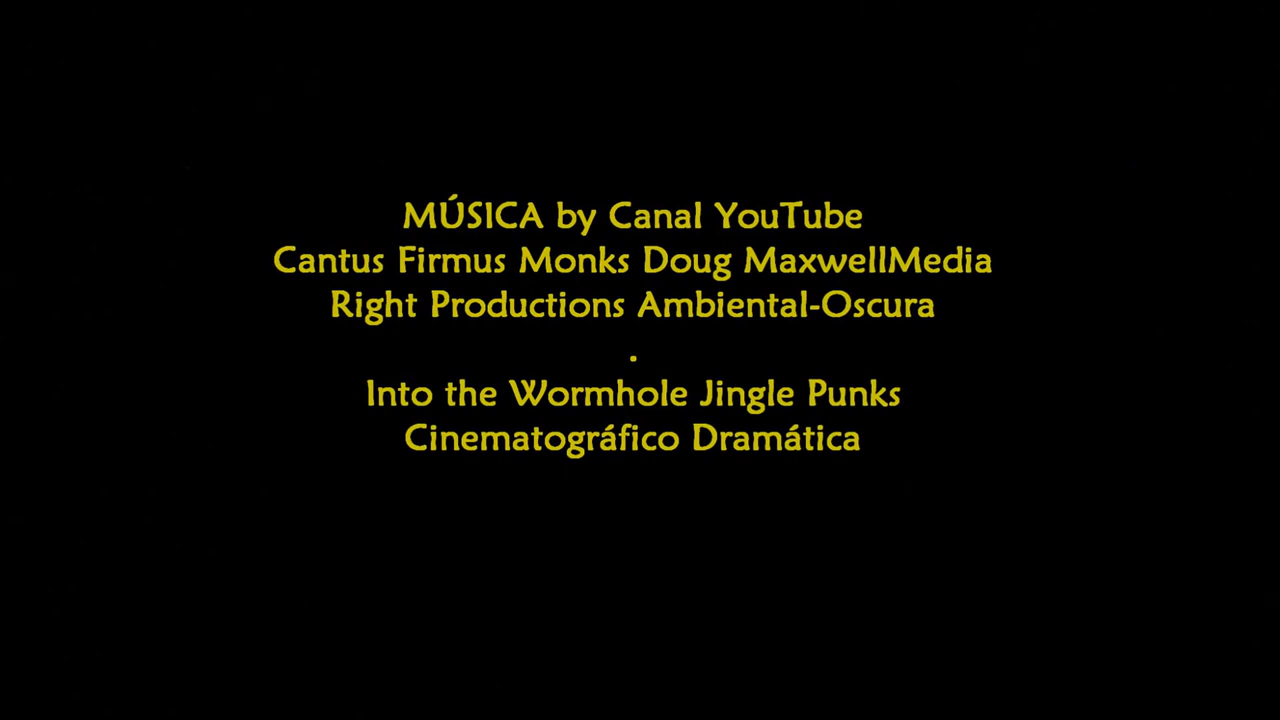 MÚSICA by Canal YouTube
Cantus Firmus Monks Doug MaxwellMedia
Right Productions Ambiental-Oscura
.
Into the Wormhole Jingle Punks
Cinematográfico Dramática